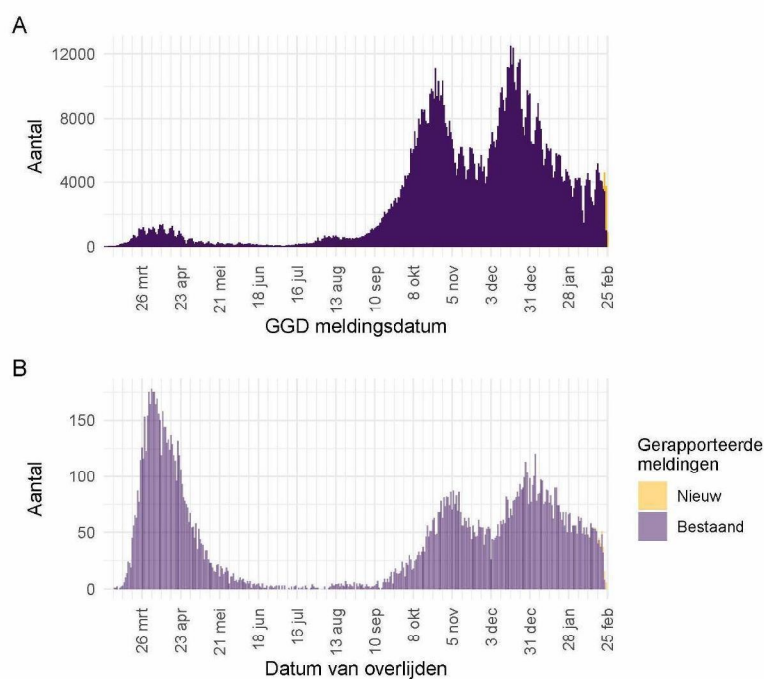 A
12000
8000
4000
0
Aantal
26 mrt
23 apr
21 mei
18 jun
16 jul
13 aug
10 sep
8 okt
5 nov
3 dec
31 dec
28 jan
25 feb
GGD meldingsdatum
B
150
100
50
0
Aantal
26 mrt
23 apr
21 mei
18 jun
16 jul
13 aug
10 sep
8 okt
5 nov
3 dec
31 dec
28 jan
25 feb
Datum van overlijden
Gerapporteerde
meldingen
Nieuw
Bestaand